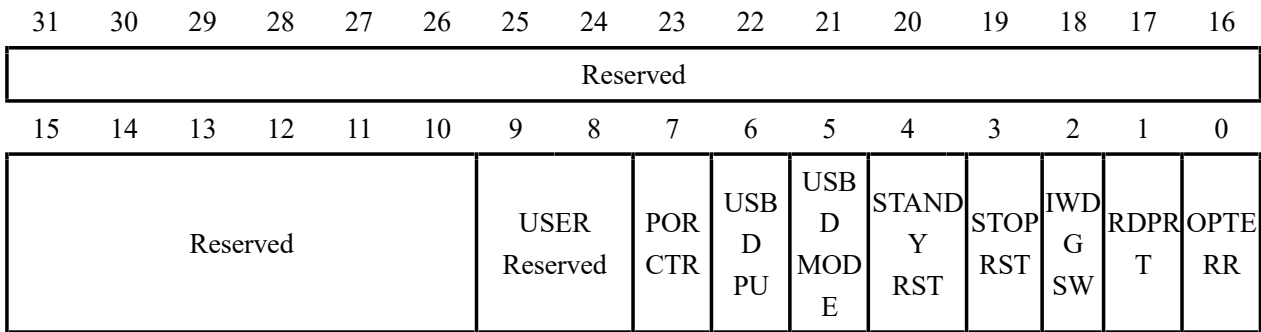 31 30 29 28 27 26 25 24 23 22 21 20 19 18 17 16
Reserved
15 14 13 12 11 10 9 8 7 6 5 4 3 2 1 0
Reserved
USER
Reserved
POR
CTR
USB
D
PU
USB
D
MOD
E
STAND
Y
RST
STOP
RST
IWD
G
SW
RDPR
T
OPTE
RR